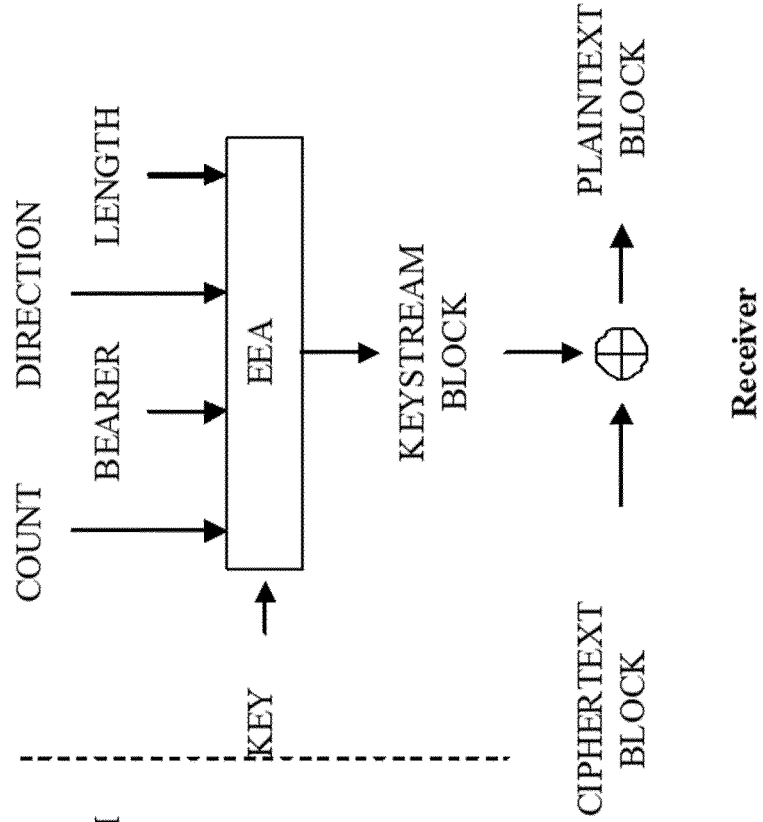 COUNT
DIRECTION
BEARER
LENGTH
KEY
EEA
KEYSTREAM
BLOCK
CIPHERTEXT
BLOCK
PLAINTEXT
BLOCK
Receiver